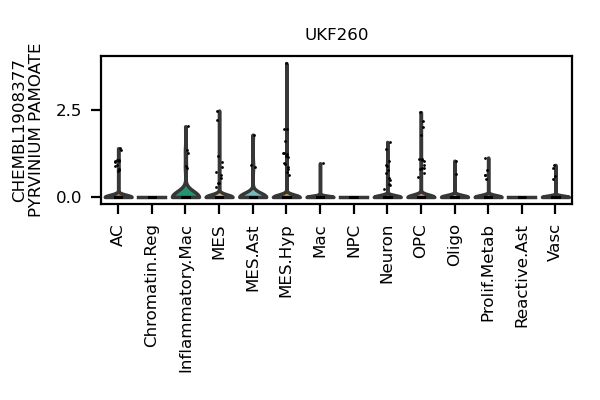 UKF260
CHEMBL1908377
PYRVINIUM PAMOATE
2.5
0.0
AC
Chromatin.Reg
Inflammatory.Mac
MES
MES.Ast
MES.Hyp
Mac
NPC
Neuron
OPC
Oligo
Prolif.Metab
Reactive.Ast
Vasc